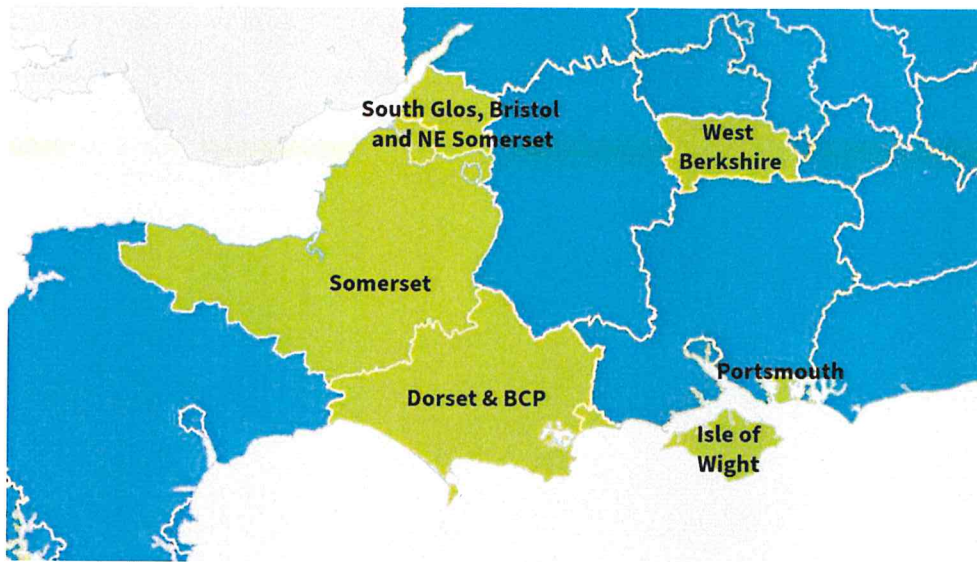 South Glos, Bristol
and NE Somerset
West
Berkshire
Somerset
Portsmouth
Dorset & BCP
Isle of
Wight